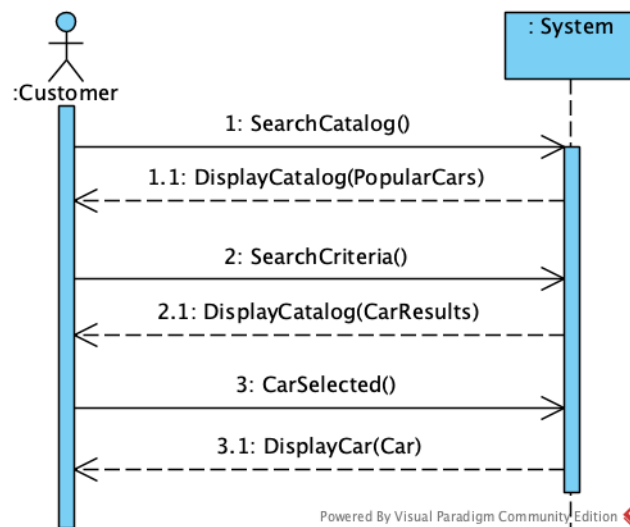 : System
:Customer
1: SearchCatalog()
1.1: DisplayCatalog(PopularCars)
2: SearchCriteria()
2.1: DisplayCatalog(CarResults)
3: CarSelected()
3.1: DisplayCar(Car)
Powered By Visual Paradigm Community Edition